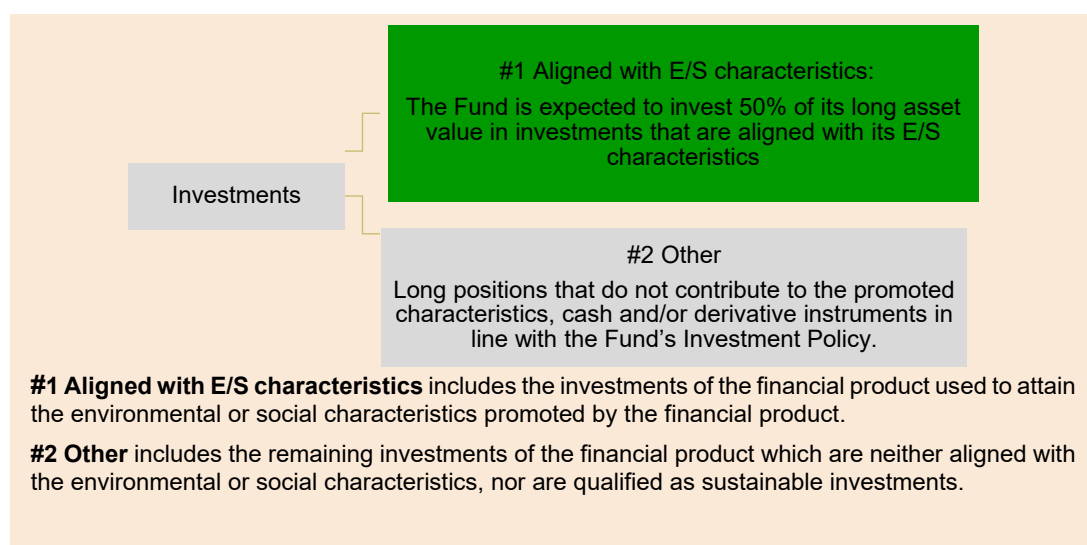 #1 Aligned with E/S characteristics:
The Fund is expected to invest 50% of its long asset
value in investments that are aligned with its E/S
characteristics
Investments
#2 Other
Long positions that do not contribute to the promoted
characteristics, cash and/or derivative instruments in
line with the Fund’s Investment Policy.
#1 Aligned with E/S characteristics includes the investments of the financial product used to attain
the environmental or social characteristics promoted by the financial product.
#2 Other includes the remaining investments of the financial product which are neither aligned with
the environmental or social characteristics, nor are qualified as sustainable investments.